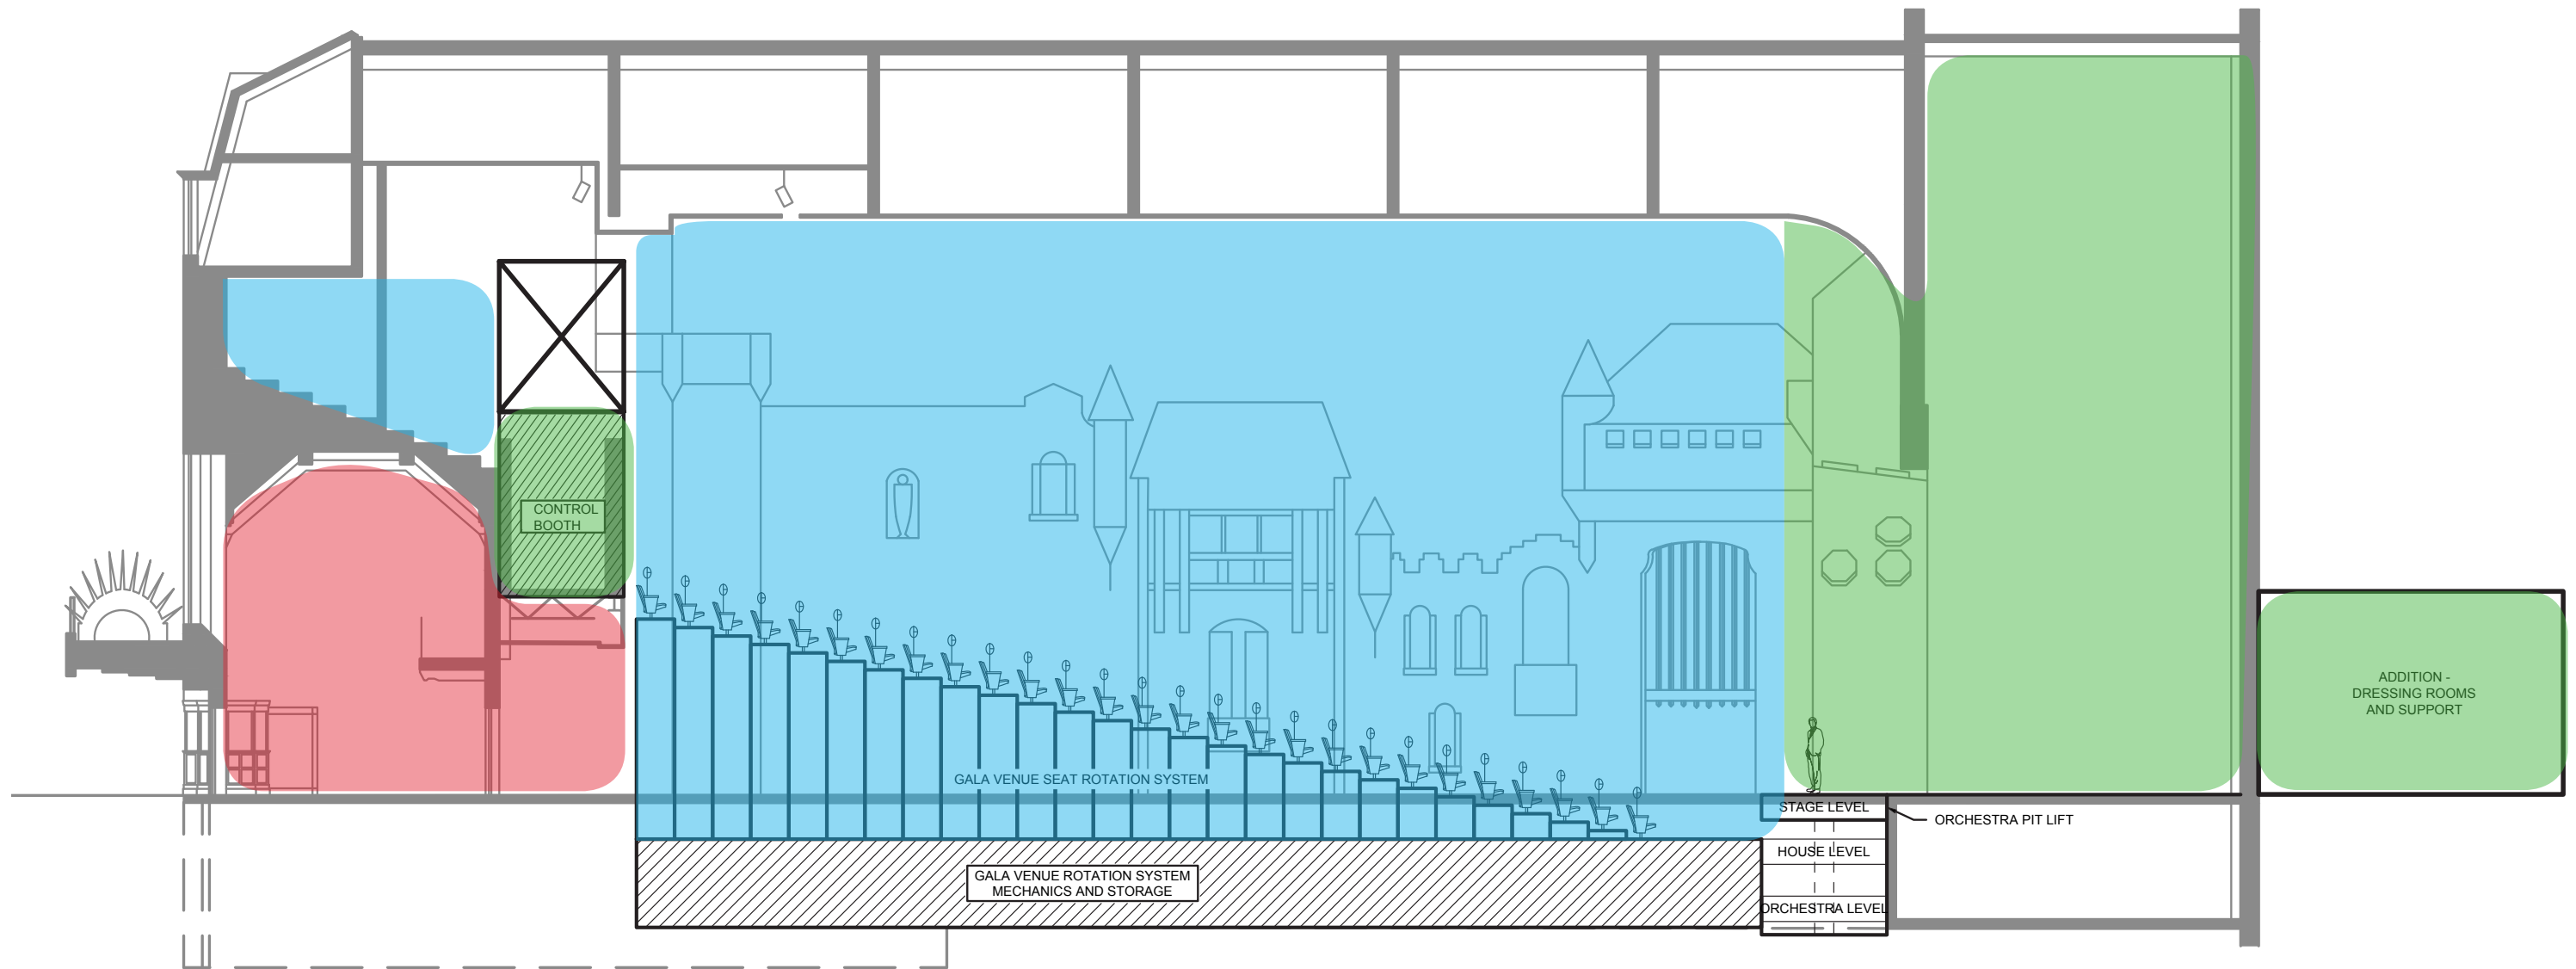 CONTROL
BOOTH
ADDITION -
DRESSING ROOMS
AND SUPPORT
GALA VENUE SEAT ROTATION SYSTEM
STAGE LEVEL
ORCHESTRA PIT LIFT
HOUSE LEVEL
GALA VENUE ROTATION SYSTEM
MECHANICS AND STORAGE
ORCHESTRA LEVEL